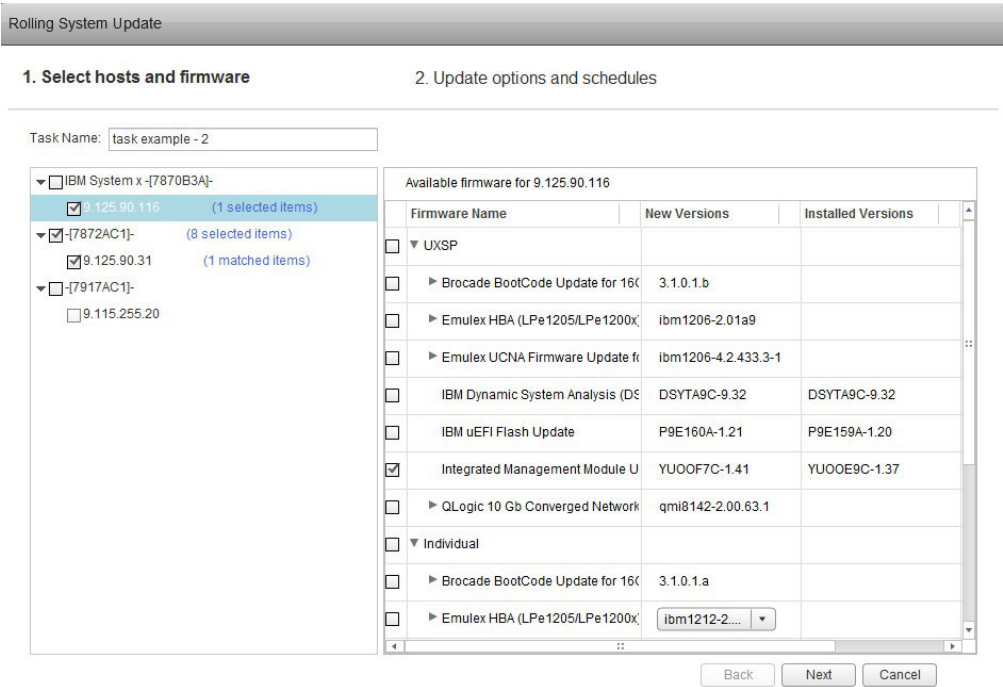 Rolling System Update
1. Select hosts and firmware
2. Update options and schedules
Task Name: task example - 2
IBM System x -[7870B3A]-
9.125.90.116 (1 selected items)
-[7872AC1]- (8 selected items)
9.125.90.31 (1 matched items)
-[7917AC1]-
9.115.255.20
Available firmware for 9.125.90.116
Firmware Name New Versions Installed Versions
UXSP
Brocade BootCode Update for 16( 3.1.0.1.b
Emulex HBA (LPe1205/LPe1200x) ibm1206-2.01a9
Emulex UCNA Firmware Update fo ibm1206-4.2.433.3-1
IBM Dynamic System Analysis (DS DSYTA9C-9.32 DSYTA9C-9.32
IBM uEFI Flash Update P9E160A-1.21 P9E159A-1.20
Integrated Management Module U YUOOF7C-1.41 YUOOE9C-1.37
QLogic 10 Gb Converged Network qmi8142-2.00.63.1
Individual
Brocade BootCode Update for 16( 3.1.0.1.a
Emulex HBA (LPe1205/LPe1200x) ibm1212-2....
Back Next Cancel